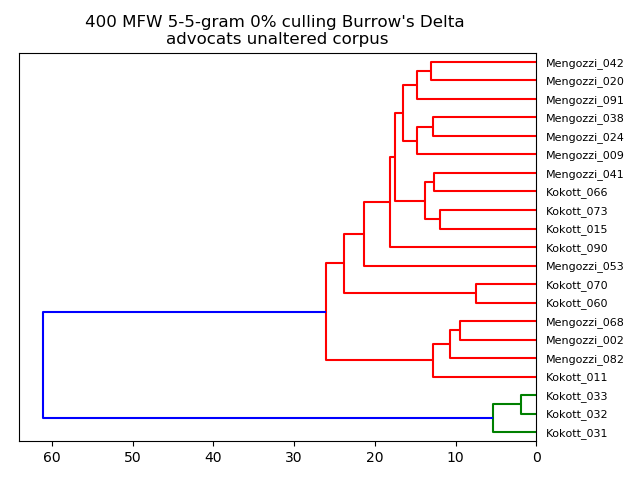 400 MFW 5-5-gram 0% culling Burrow's Delta
advocats unaltered corpus
Mengozzi_042
Mengozzi_020
Mengozzi_091
Mengozzi_038
Mengozzi_024
Mengozzi_009
Mengozzi_041
Kokott_066
Kokott_073
Kokott_015
Kokott_090
Mengozzi_053
Kokott_070
Kokott_060
Mengozzi_068
Mengozzi_002
Mengozzi_082
Kokott_011
Kokott_033
Kokott_032
Kokott_031
60 50 40 30 20 10 0